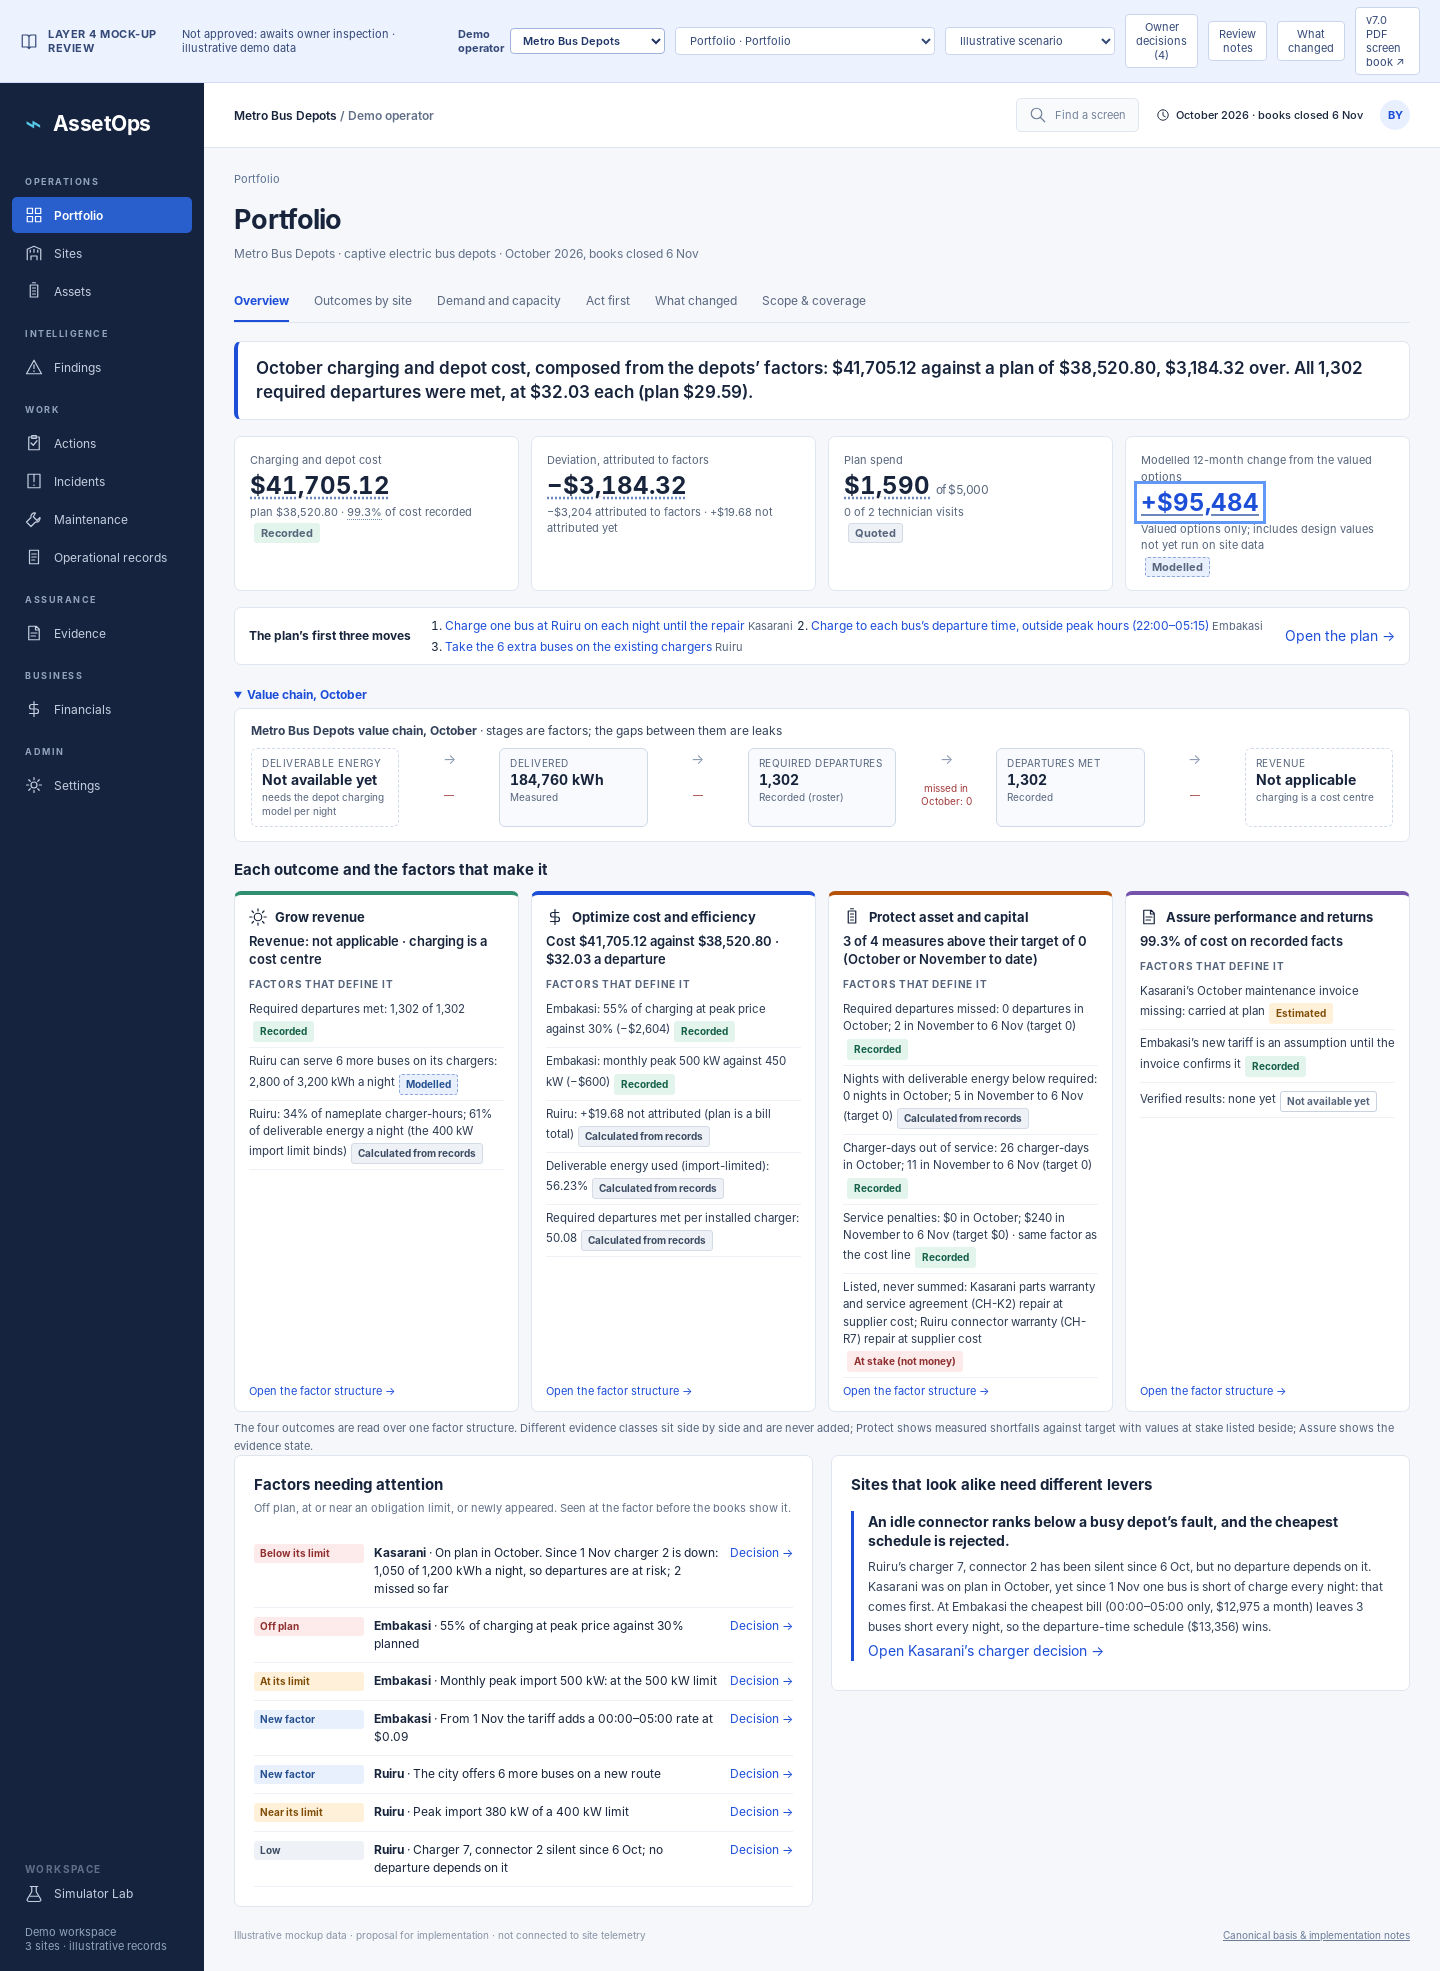 LAYER 4 MOCK-UP REVIEW
Not approved: awaits owner inspection · illustrative demo data
Demo operator
Metro Bus Depots
Portfolio · Portfolio
Illustrative scenario
Owner decisions (4)
Review notes
What changed
v7.0 PDF screen book ↗
AssetOps
Metro Bus Depots / Demo operator
Find a screen
October 2026 · books closed 6 Nov
BY
OPERATIONS
Portfolio
Sites
Assets
INTELLIGENCE
Findings
WORK
Actions
Incidents
Maintenance
Operational records
ASSURANCE
Evidence
BUSINESS
Financials
ADMIN
Settings
WORKSPACE
Simulator Lab
Demo workspace
3 sites · illustrative records
Portfolio
Portfolio
Metro Bus Depots · captive electric bus depots · October 2026, books closed 6 Nov
Overview
Outcomes by site
Demand and capacity
Act first
What changed
Scope & coverage
October charging and depot cost, composed from the depots’ factors: $41,705.12 against a plan of $38,520.80, $3,184.32 over. All 1,302
required departures were met, at $32.03 each (plan $29.59).
Charging and depot cost
$41,705.12
plan $38,520.80 · 99.3% of cost recorded
Recorded
Deviation, attributed to factors
−$3,184.32
−$3,204 attributed to factors · +$19.68 not
attributed yet
Plan spend
$1,590 of $5,000
0 of 2 technician visits
Quoted
Modelled 12-month change from the valued
options
+$95,484
Valued options only; includes design values
not yet run on site data
Modelled
The plan’s first three moves
1. Charge one bus at Ruiru on each night until the repair Kasarani 2. Charge to each bus’s departure time, outside peak hours (22:00–05:15) Embakasi
3. Take the 6 extra buses on the existing chargers Ruiru
Open the plan →
▼ Value chain, October
Metro Bus Depots value chain, October · stages are factors; the gaps between them are leaks
DELIVERABLE ENERGY
Not available yet
needs the depot charging
model per night
→
—
DELIVERED
184,760 kWh
Measured
→
—
REQUIRED DEPARTURES
1,302
Recorded (roster)
→
missed in
October: 0
DEPARTURES MET
1,302
Recorded
→
—
REVENUE
Not applicable
charging is a cost centre
Each outcome and the factors that make it
Grow revenue
Revenue: not applicable · charging is a
cost centre
FACTORS THAT DEFINE IT
Required departures met: 1,302 of 1,302
Recorded
Ruiru can serve 6 more buses on its chargers:
2,800 of 3,200 kWh a night Modelled
Ruiru: 34% of nameplate charger-hours; 61%
of deliverable energy a night (the 400 kW
import limit binds) Calculated from records
Open the factor structure →
Optimize cost and efficiency
Cost $41,705.12 against $38,520.80 ·
$32.03 a departure
FACTORS THAT DEFINE IT
Embakasi: 55% of charging at peak price
against 30% (−$2,604) Recorded
Embakasi: monthly peak 500 kW against 450
kW (−$600) Recorded
Ruiru: +$19.68 not attributed (plan is a bill
total) Calculated from records
Deliverable energy used (import-limited):
56.23% Calculated from records
Required departures met per installed charger:
50.08 Calculated from records
Open the factor structure →
Protect asset and capital
3 of 4 measures above their target of 0
(October or November to date)
FACTORS THAT DEFINE IT
Required departures missed: 0 departures in
October; 2 in November to 6 Nov (target 0)
Recorded
Nights with deliverable energy below required:
0 nights in October; 5 in November to 6 Nov
(target 0) Calculated from records
Charger-days out of service: 26 charger-days
in October; 11 in November to 6 Nov (target 0)
Recorded
Service penalties: $0 in October; $240 in
November to 6 Nov (target $0) · same factor as
the cost line Recorded
Listed, never summed: Kasarani parts warranty
and service agreement (CH-K2) repair at
supplier cost; Ruiru connector warranty (CH-
R7) repair at supplier cost
At stake (not money)
Open the factor structure →
Assure performance and returns
99.3% of cost on recorded facts
FACTORS THAT DEFINE IT
Kasarani’s October maintenance invoice
missing: carried at plan Estimated
Embakasi’s new tariff is an assumption until the
invoice confirms it Recorded
Verified results: none yet Not available yet
Open the factor structure →
The four outcomes are read over one factor structure. Different evidence classes sit side by side and are never added; Protect shows measured shortfalls against target with values at stake listed beside; Assure shows the
evidence state.
Factors needing attention
Off plan, at or near an obligation limit, or newly appeared. Seen at the factor before the books show it.
Below its limit
Kasarani · On plan in October. Since 1 Nov charger 2 is down:
1,050 of 1,200 kWh a night, so departures are at risk; 2
missed so far
Decision →
Off plan
Embakasi · 55% of charging at peak price against 30%
planned
Decision →
At its limit
Embakasi · Monthly peak import 500 kW: at the 500 kW limit
Decision →
New factor
Embakasi · From 1 Nov the tariff adds a 00:00–05:00 rate at
$0.09
Decision →
New factor
Ruiru · The city offers 6 more buses on a new route
Decision →
Near its limit
Ruiru · Peak import 380 kW of a 400 kW limit
Decision →
Low
Ruiru · Charger 7, connector 2 silent since 6 Oct; no
departure depends on it
Decision →
Sites that look alike need different levers
An idle connector ranks below a busy depot’s fault, and the cheapest
schedule is rejected.
Ruiru’s charger 7, connector 2 has been silent since 6 Oct, but no departure depends on it.
Kasarani was on plan in October, yet since 1 Nov one bus is short of charge every night: that
comes first. At Embakasi the cheapest bill (00:00–05:00 only, $12,975 a month) leaves 3
buses short every night, so the departure-time schedule ($13,356) wins.
Open Kasarani’s charger decision →
Illustrative mockup data · proposal for implementation · not connected to site telemetry
Canonical basis & implementation notes